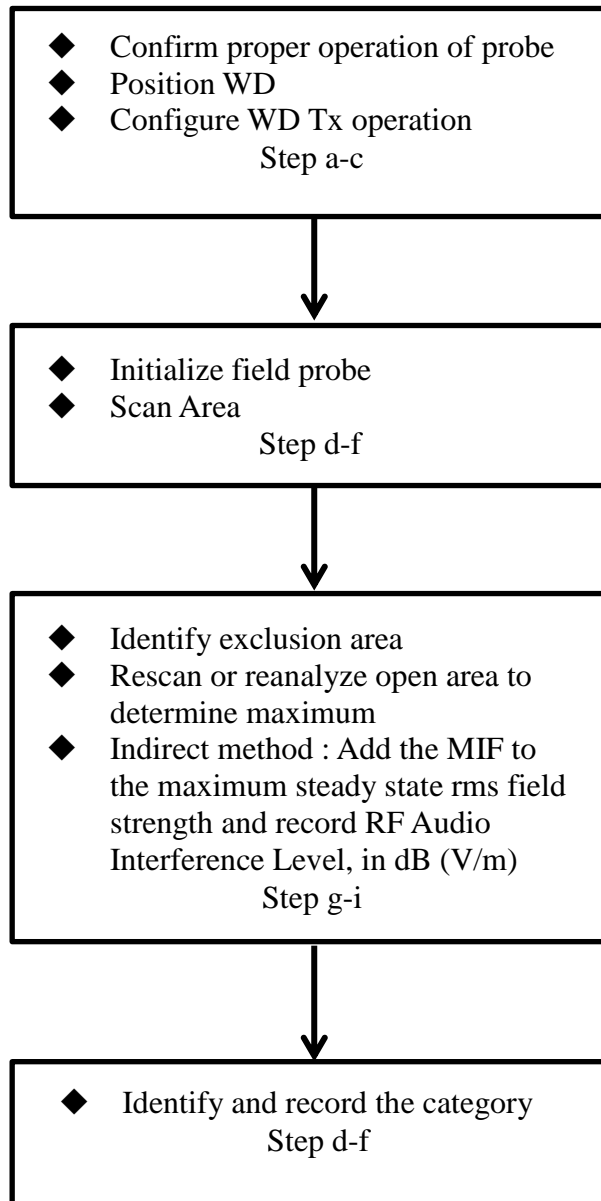 ◆ Confirm proper operation of probe
◆ Position WD
◆ Configure WD Tx operation
Step a-c
◆ Initialize field probe
◆ Scan Area
Step d-f
◆ Identify exclusion area
◆ Rescan or reanalyze open area to
determine maximum
◆ Indirect method : Add the MIF to
the maximum steady state rms field
strength and record RF Audio
Interference Level, in dB (V/m)
Step g-i
◆ Identify and record the category
Step d-f